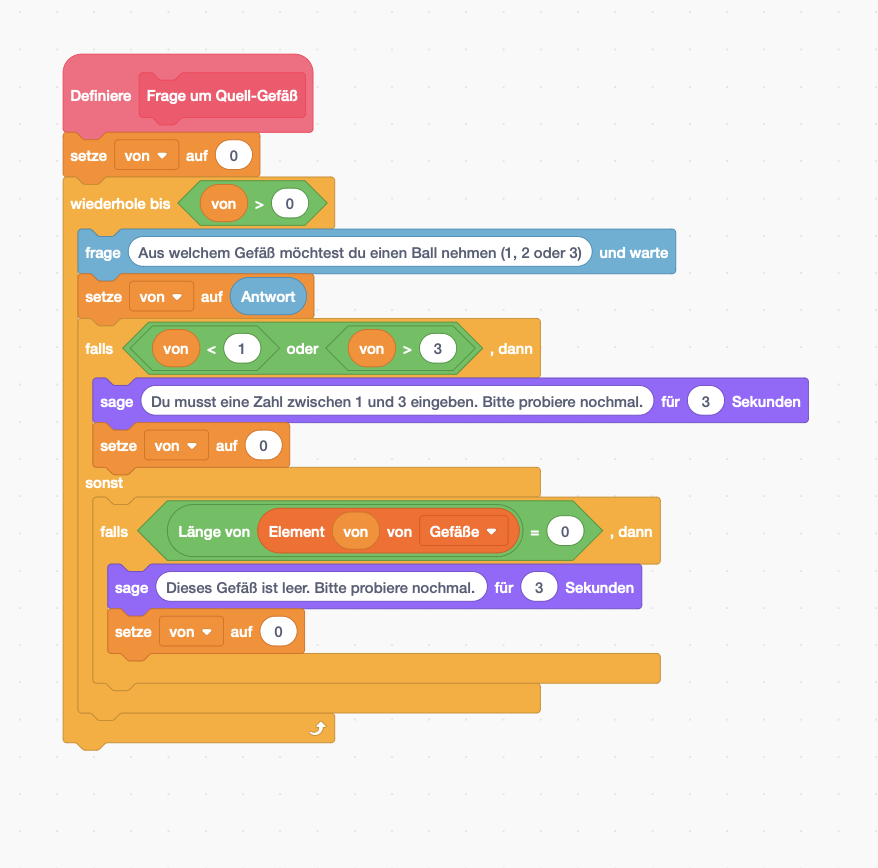 Definiere Frage um Quell-Gefäß
setze von auf 0
wiederhole bis von > 0
frage Aus welchem Gefäß möchtest du einen Ball nehmen (1, 2 oder 3) und warte
setze von auf Antwort
falls von < 1 oder von > 3 , dann
sage Du musst eine Zahl zwischen 1 und 3 eingeben. Bitte probiere nochmal. für 3 Sekunden
setze von auf 0
sonst
falls Länge von Element von von Gefäße = 0 , dann
sage Dieses Gefäß ist leer. Bitte probiere nochmal. für 3 Sekunden
setze von auf 0